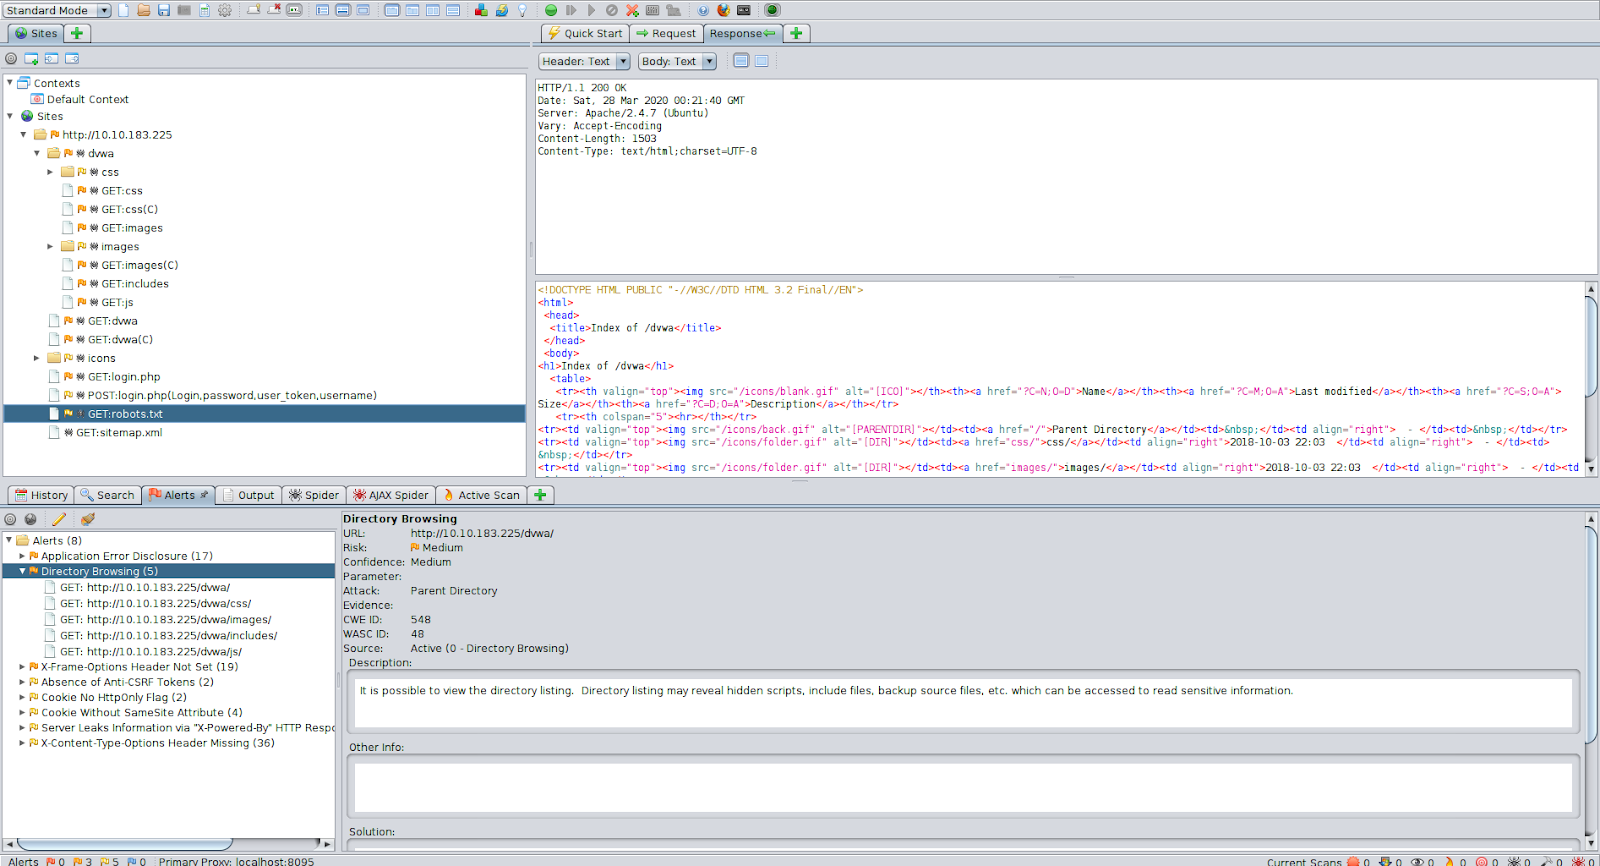 Standard Mode
Sites
Quick Start
Request
Response
Header: Text
Body: Text
Contexts
Default Context
Sites
http://10.10.183.225
dvwa
css
GET:css
GET:css(C)
GET:images
images
GET:images(C)
GET:includes
GET:js
GET:dvwa
GET:dvwa(C)
icons
GET:login.php
POST:login.php(Login,password,user_token,username)
GET:robots.txt
GET:sitemap.xml
HTTP/1.1 200 OK
Date: Sat, 28 Mar 2020 00:21:40 GMT
Server: Apache/2.4.7 (Ubuntu)
Vary: Accept-Encoding
Content-Length: 1503
Content-Type: text/html;charset=UTF-8
<!DOCTYPE HTML PUBLIC "-//W3C//DTD HTML 3.2 Final//EN">
<html>
<head>
<title>Index of /dvwa</title>
</head>
<body>
<h1>Index of /dvwa</h1>
<table>
<tr><th valign="top"><img src="/icons/blank.gif" alt="[ICO]"></th><th><a href="?C=N;O=D">Name</a></th><th><a href="?C=M;O=A">Last modified</a></th><th><a href="?C=S;O=A">
Size</a></th><th><a href="?C=D;O=A">Description</a></th></tr>
<tr><th colspan="5"><hr></th></tr>
<tr><td valign="top"><img src="/icons/back.gif" alt="[PARENTDIR]"></td><td><a href="/">Parent Directory</a></td><td>&nbsp;</td><td align="right">  - </td><td>&nbsp;</td></tr>
<tr><td valign="top"><img src="/icons/folder.gif" alt="[DIR]"></td><td><a href="css/">css/</a></td><td align="right">2018-10-03 22:03  </td><td align="right">  - </td><td>
&nbsp;</td></tr>
<tr><td valign="top"><img src="/icons/folder.gif" alt="[DIR]"></td><td><a href="images/">images/</a></td><td align="right">2018-10-03 22:03  </td><td align="right">  - </td><td
History
Search
Alerts
Output
Spider
AJAX Spider
Active Scan
Alerts (8)
Application Error Disclosure (17)
Directory Browsing (5)
GET: http://10.10.183.225/dvwa/
GET: http://10.10.183.225/dvwa/css/
GET: http://10.10.183.225/dvwa/images/
GET: http://10.10.183.225/dvwa/includes/
GET: http://10.10.183.225/dvwa/js/
X-Frame-Options Header Not Set (19)
Absence of Anti-CSRF Tokens (2)
Cookie No HttpOnly Flag (2)
Cookie Without SameSite Attribute (4)
Server Leaks Information via "X-Powered-By" HTTP Respo
X-Content-Type-Options Header Missing (36)
Directory Browsing
URL: http://10.10.183.225/dvwa/
Risk: Medium
Confidence: Medium
Parameter:
Attack: Parent Directory
Evidence:
CWE ID: 548
WASC ID: 48
Source: Active (0 - Directory Browsing)
Description:
It is possible to view the directory listing.  Directory listing may reveal hidden scripts, include files, backup source files, etc. which can be accessed to read sensitive information.
Other Info:
Solution:
Alerts 0 3 5 0 Primary Proxy: localhost:8095
Current Scans 0 0 0 0 0 0 0 0